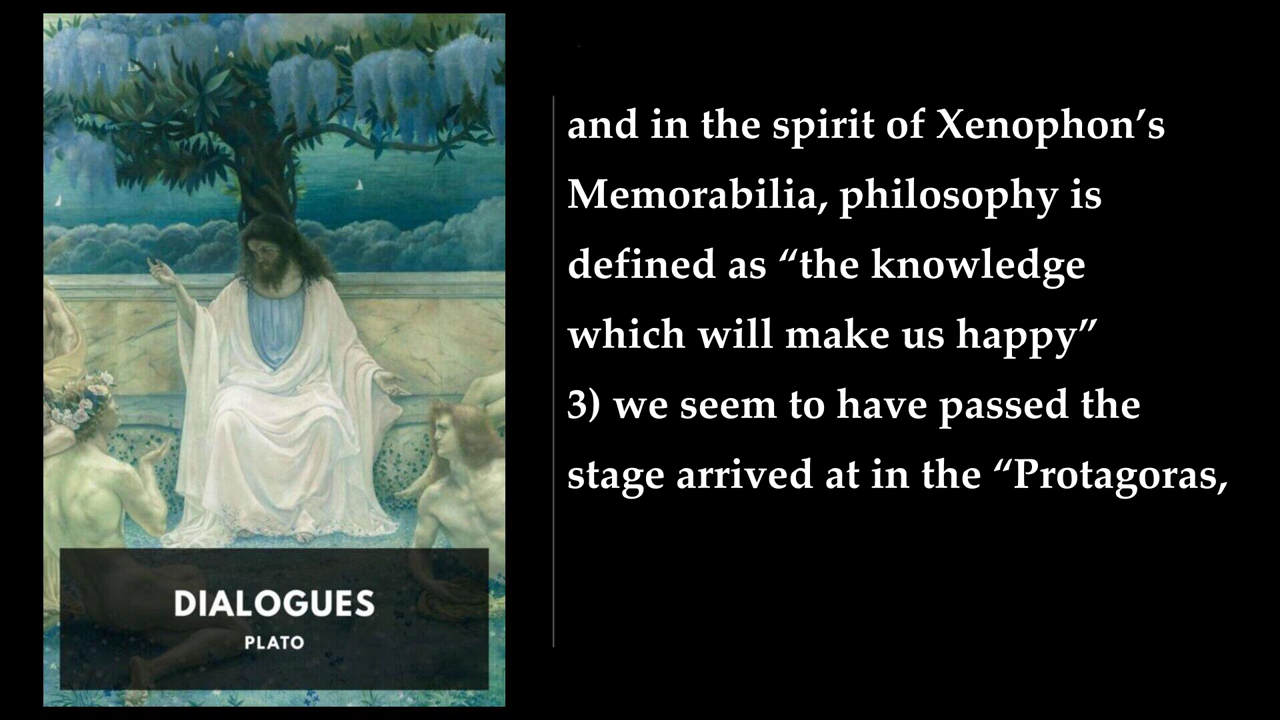 DIALOGUES
PLATO
and in the spirit of Xenophon’s
Memorabilia, philosophy is
defined as “the knowledge
which will make us happy”
3) we seem to have passed the
stage arrived at in the “Protagoras,